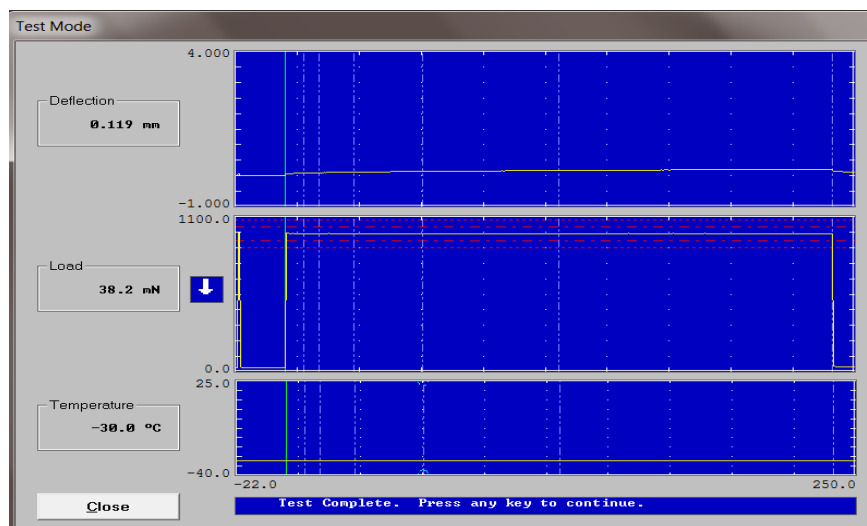 Test Mode
4.000
Deflection
0.119 mm
-1.000
1100.0
Load
38.2 mN
0.0
25.0
Temperature
-30.0 ºC
-40.0
-22.0 250.0
Close
Test Complete. Press any key to continue.